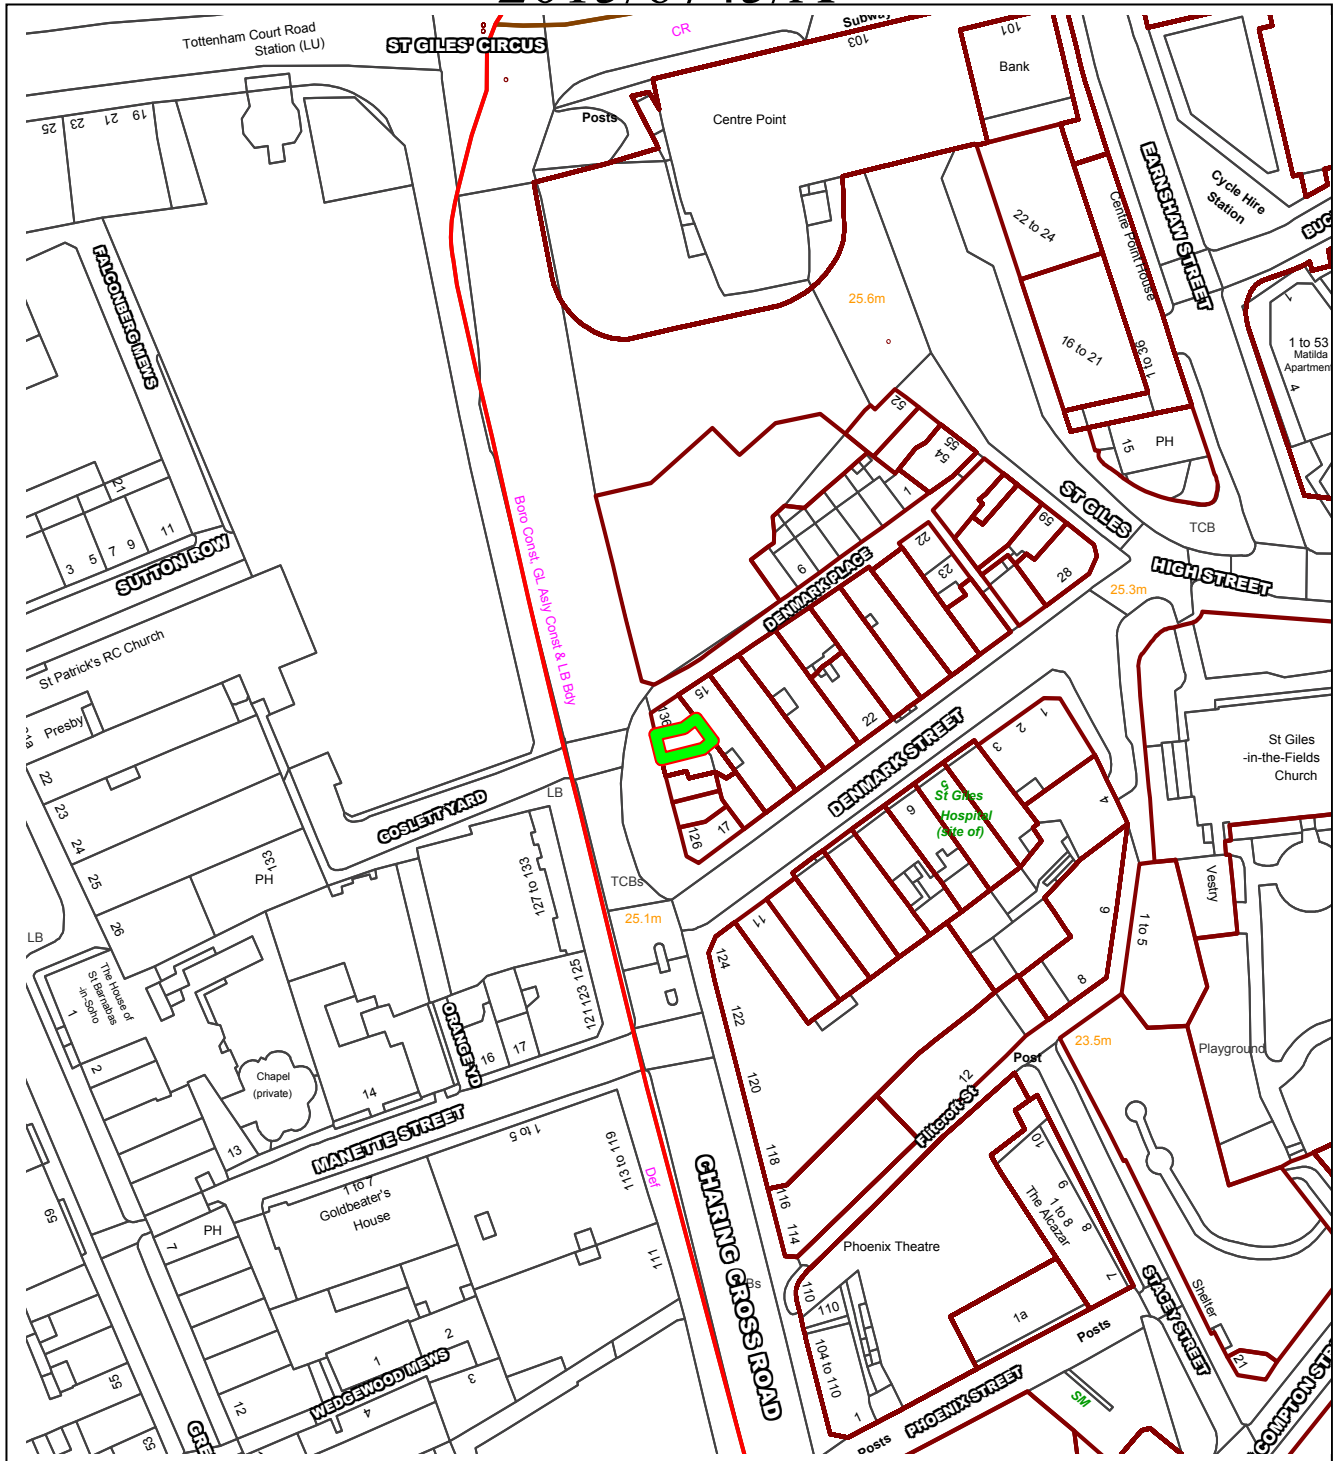 Tottenham Court Road
Station (LU)
ST GILES' CIRCUS
CR
Subway
103
101
Bank
Posts
Centre Point
25
23
21
19
EARNSHAW STREET
Cycle Hire
Station
22 to 24
Centre Point House
1 to 36
FALCONBERG MEWS
25.6m
16 to 21
1
1 to 53
Matilda
4
52
55
54
15
PH
21
11
9
7
5
3
SUTTON ROW
Boro Const, GL Asly Const & LB Bdy
1
6
ST GILES
HIGH STREET
59
TCB
22
23
28
25.3m
DENMARK PLACE
St Patrick's RC Church
Presby
15
136
22
DENMARK STREET
1
2
3
4
St Giles
-in-the-Fields
Church
22
23
24
25
26
GOSLETT YARD
LB
133
PH
127 to 133
126
17
5
6
St Giles
Hospital
(site of)
TCBs
25.1m
11
Vestry
1 to 5
9
8
LB
The House of
St Barnabas
-in-Soho
1
2
124
122
120
118
116
114
121
123
125
ORANGE YD
16
17
Chapel
(private)
14
13
MANETTE STREET
23.5m
Playground
Post
12
Flitcroft St
1 to 5
113 to 119
Def
111
1 to 7
Goldbeater's
House
PH
7
59
CHARING CROSS ROAD
Phoenix Theatre
10
6
1 to 8
The Alcazar
8
7
Shelter
21
STACEY STREET
110
110
104 to 110
1
1a
Posts
PHOENIX STREET
Posts
SM
1
2
3
4
WEDGEWOOD MEWS
12
55
53